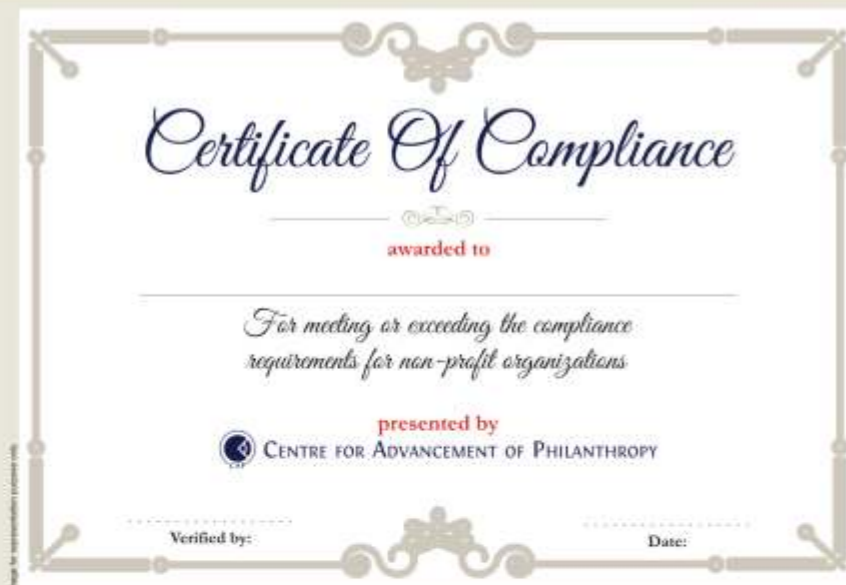 Certificate Of Compliance
awarded to
For meeting or exceeding the compliance
requirements for non-profit organizations
presented by
CENTRE FOR ADVANCEMENT OF PHILANTHROPY
Verified by:
Date: